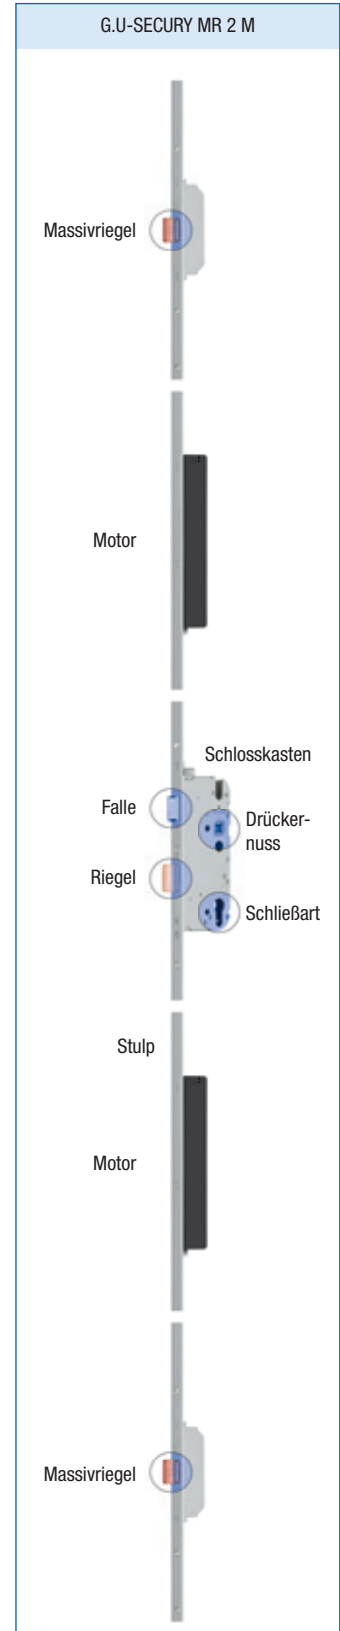 G.U-SECURY MR 2 M
Massivriegel
Motor
Schlosskasten
Falle
Drücker-
nuss
Riegel
Schließart
Stulp
Motor
Massivriegel